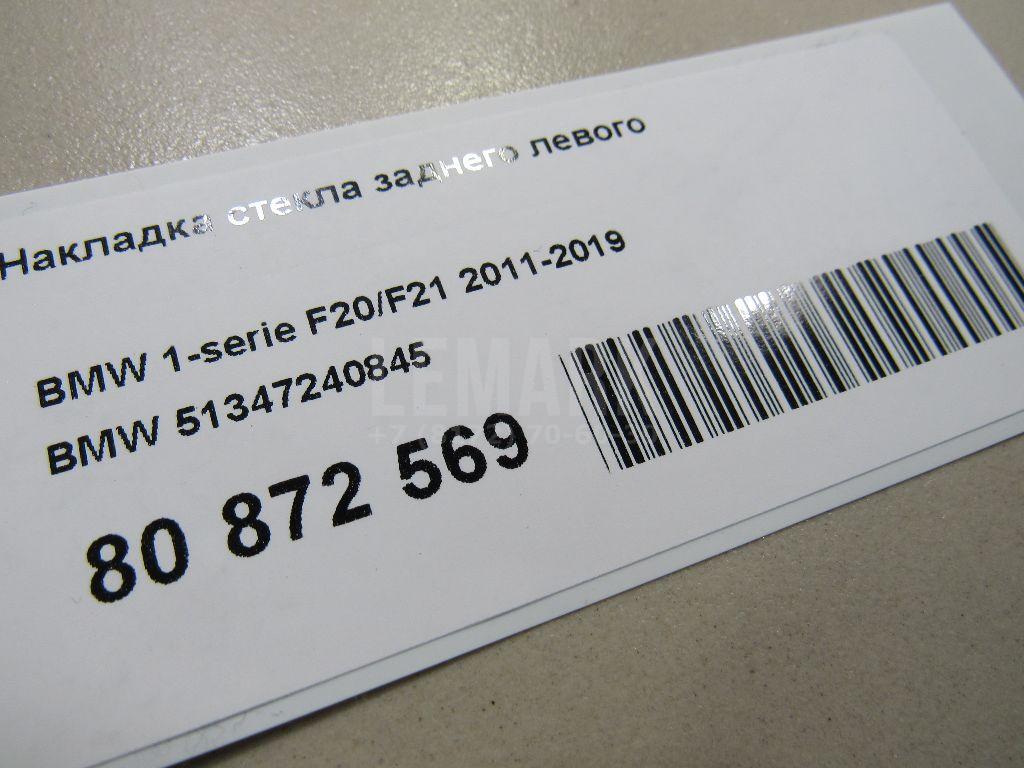 Накладка стекла заднего левого
BMW 1-serie F20/F21 2011-2019
BMW 51347240845
80 872 569